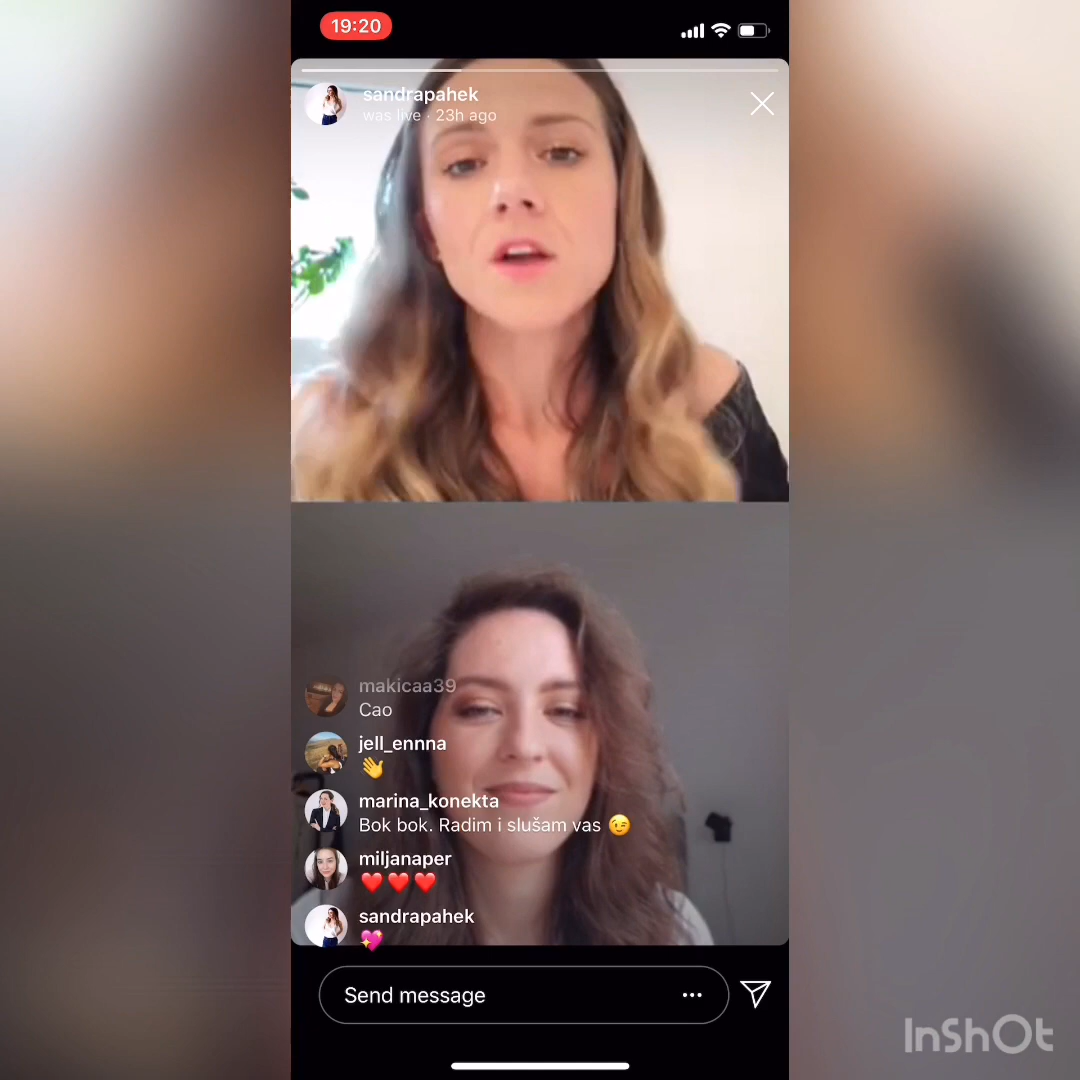 19:20
sandrapahek
was live · 23h ago
makicaa39
Cao
jell_ennna
👋
marina_konekta
Bok bok. Radim i slušam vas 😉
miljanaper
❤️❤️❤️
sandrapahek
💖
Send message
InShOt